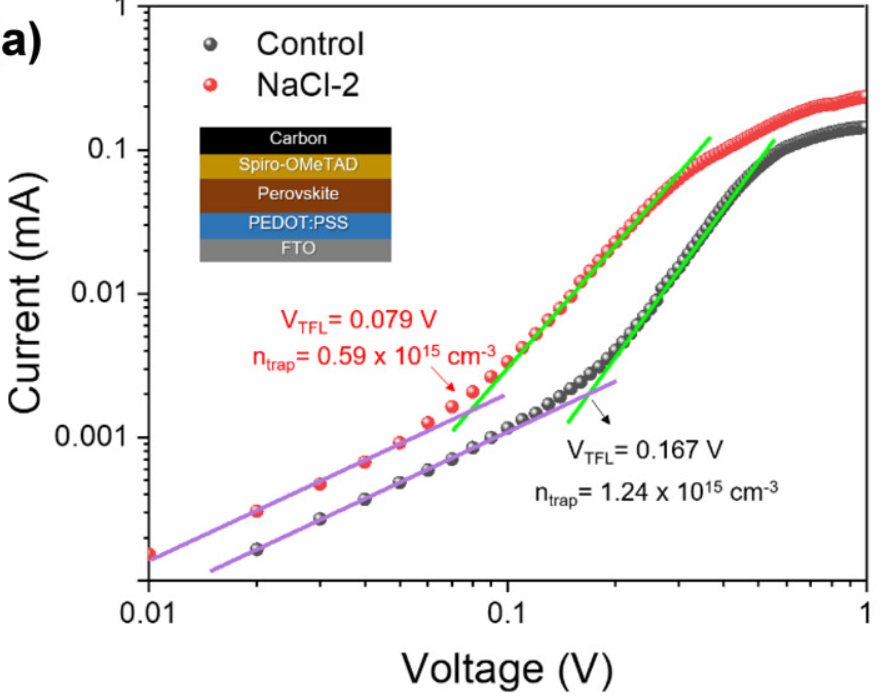 a)
Control
NaCl-2
Carbon
Spiro-OMeTAD
Perovskite
PEDOT:PSS
FTO
V_TFL= 0.079 V
n_trap= 0.59 x 10^15 cm^-3
V_TFL= 0.167 V
n_trap= 1.24 x 10^15 cm^-3
Current (mA)
1
0.1
0.01
0.001
0.01
0.1
1
Voltage (V)